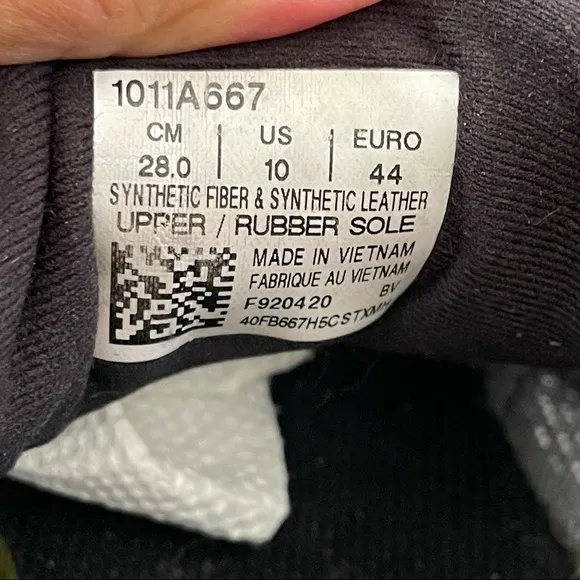 1011A667
CM | US | EURO
28.0 | 10 | 44
SYNTHETIC FIBER & SYNTHETIC LEATHER
UPPER / RUBBER SOLE
MADE IN VIETNAM
FABRIQUE AU VIETNAM
F920420 BV